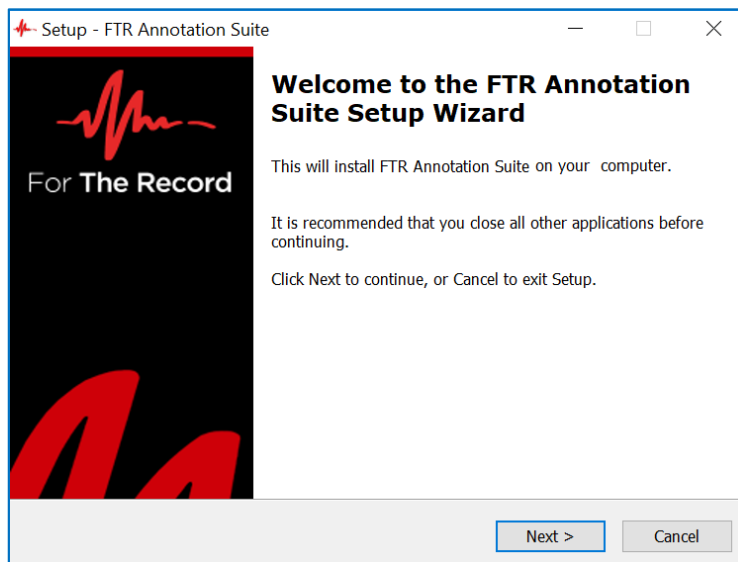 Setup - FTR Annotation Suite
For The Record
Welcome to the FTR Annotation
Suite Setup Wizard
This will install FTR Annotation Suite on your computer.
It is recommended that you close all other applications before
continuing.
Click Next to continue, or Cancel to exit Setup.
Next >
Cancel